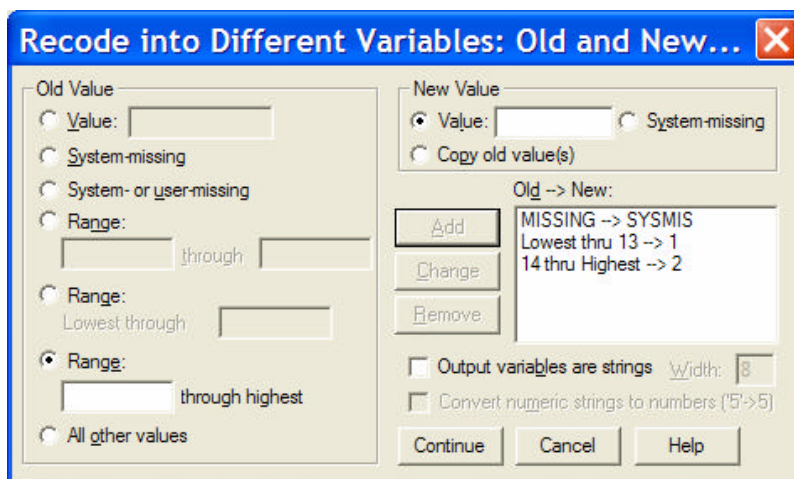 Recode into Different Variables: Old and New...
Old Value
Value:
System-missing
System- or user-missing
Range:
through
Range:
Lowest through
Range:
through highest
All other values
New Value
Value:
System-missing
Copy old value(s)
Old --> New:
Add
Change
Remove
MISSING --> SYSMIS
Lowest thru 13 --> 1
14 thru Highest --> 2
Output variables are strings
Width: 8
Convert numeric strings to numbers ('5'->5)
Continue
Cancel
Help